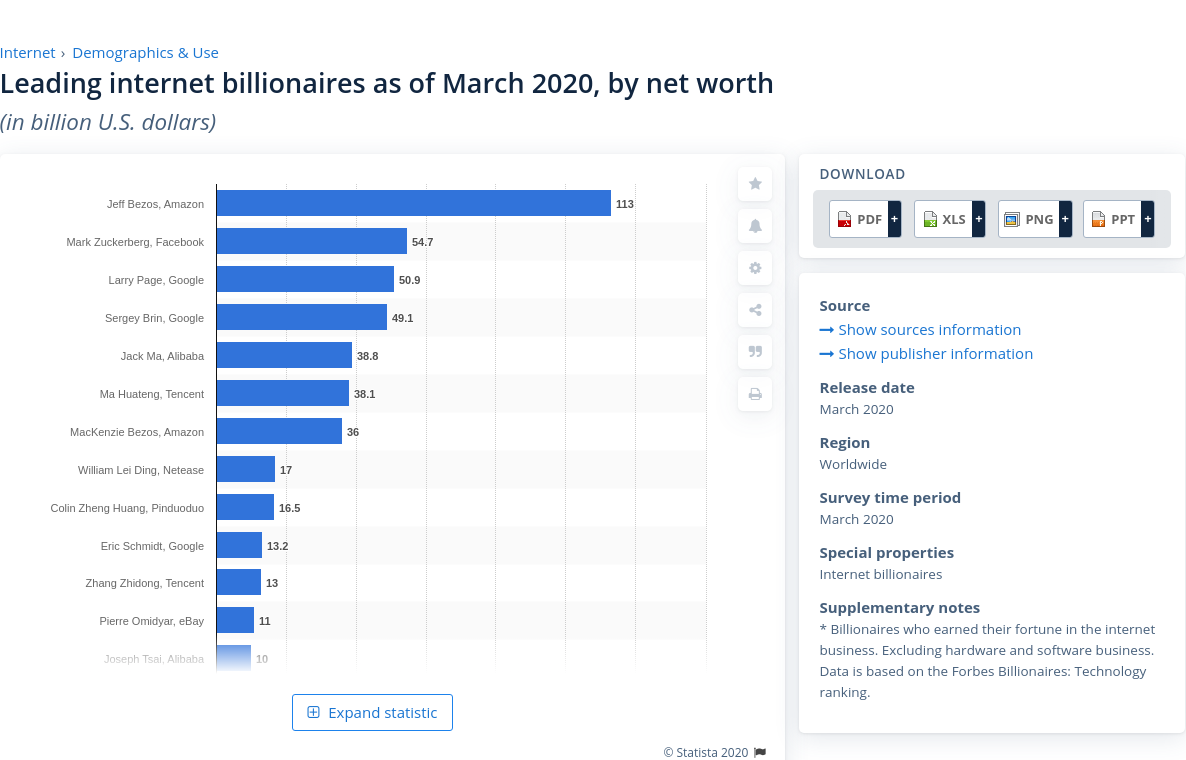 Internet › Demographics & Use
Leading internet billionaires as of March 2020, by net worth
(in billion U.S. dollars)
Jeff Bezos, Amazon 113
Mark Zuckerberg, Facebook 54.7
Larry Page, Google 50.9
Sergey Brin, Google 49.1
Jack Ma, Alibaba 38.8
Ma Huateng, Tencent 38.1
MacKenzie Bezos, Amazon 36
William Lei Ding, Netease 17
Colin Zheng Huang, Pinduoduo 16.5
Eric Schmidt, Google 13.2
Zhang Zhidong, Tencent 13
Pierre Omidyar, eBay 11
Joseph Tsai, Alibaba 10
Expand statistic
© Statista 2020
DOWNLOAD
PDF + XLS + PNG + PPT +
Source
Show sources information
Show publisher information
Release date
March 2020
Region
Worldwide
Survey time period
March 2020
Special properties
Internet billionaires
Supplementary notes
* Billionaires who earned their fortune in the internet
business. Excluding hardware and software business.
Data is based on the Forbes Billionaires: Technology
ranking.